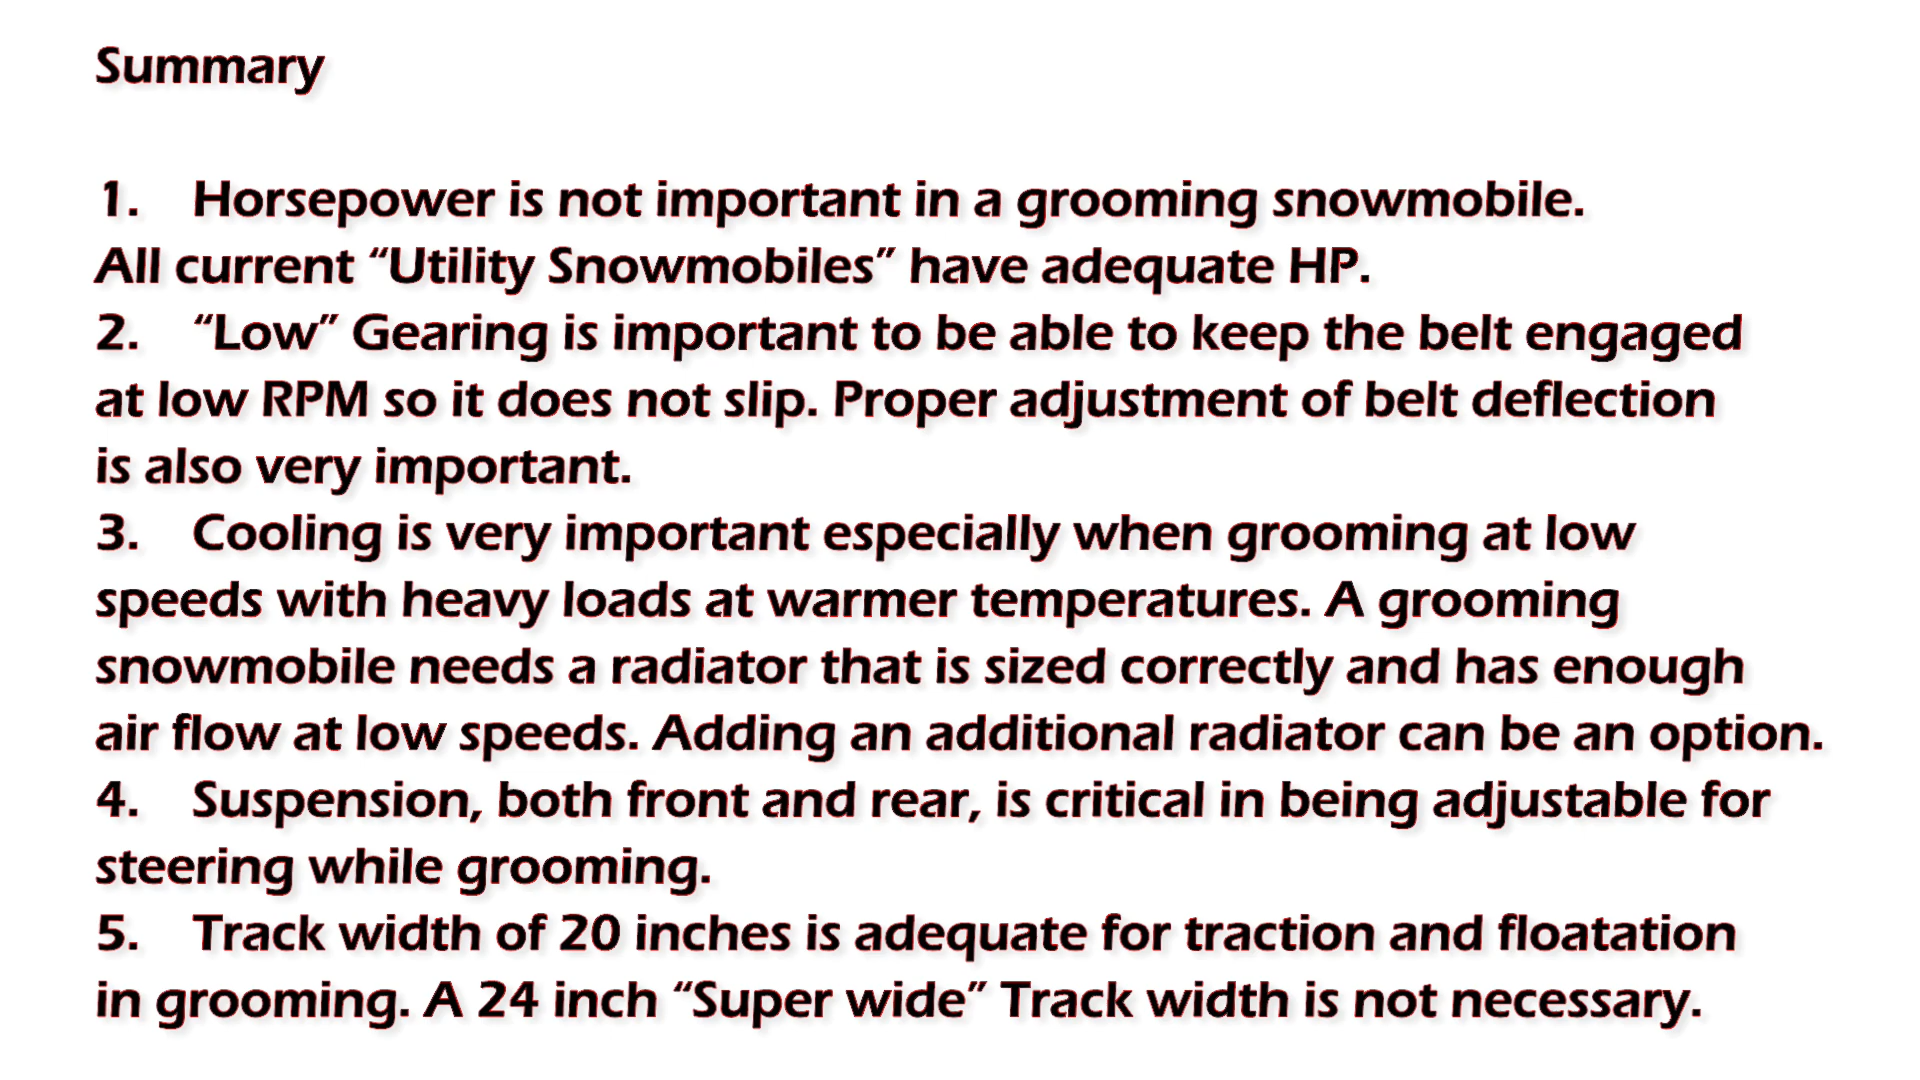 Summary
1. Horsepower is not important in a grooming snowmobile.
All current “Utility Snowmobiles” have adequate HP.
2. “Low” Gearing is important to be able to keep the belt engaged
at low RPM so it does not slip. Proper adjustment of belt deflection
is also very important.
3. Cooling is very important especially when grooming at low
speeds with heavy loads at warmer temperatures. A grooming
snowmobile needs a radiator that is sized correctly and has enough
air flow at low speeds. Adding an additional radiator can be an option.
4. Suspension, both front and rear, is critical in being adjustable for
steering while grooming.
5. Track width of 20 inches is adequate for traction and floatation
in grooming. A 24 inch “Super wide” Track width is not necessary.